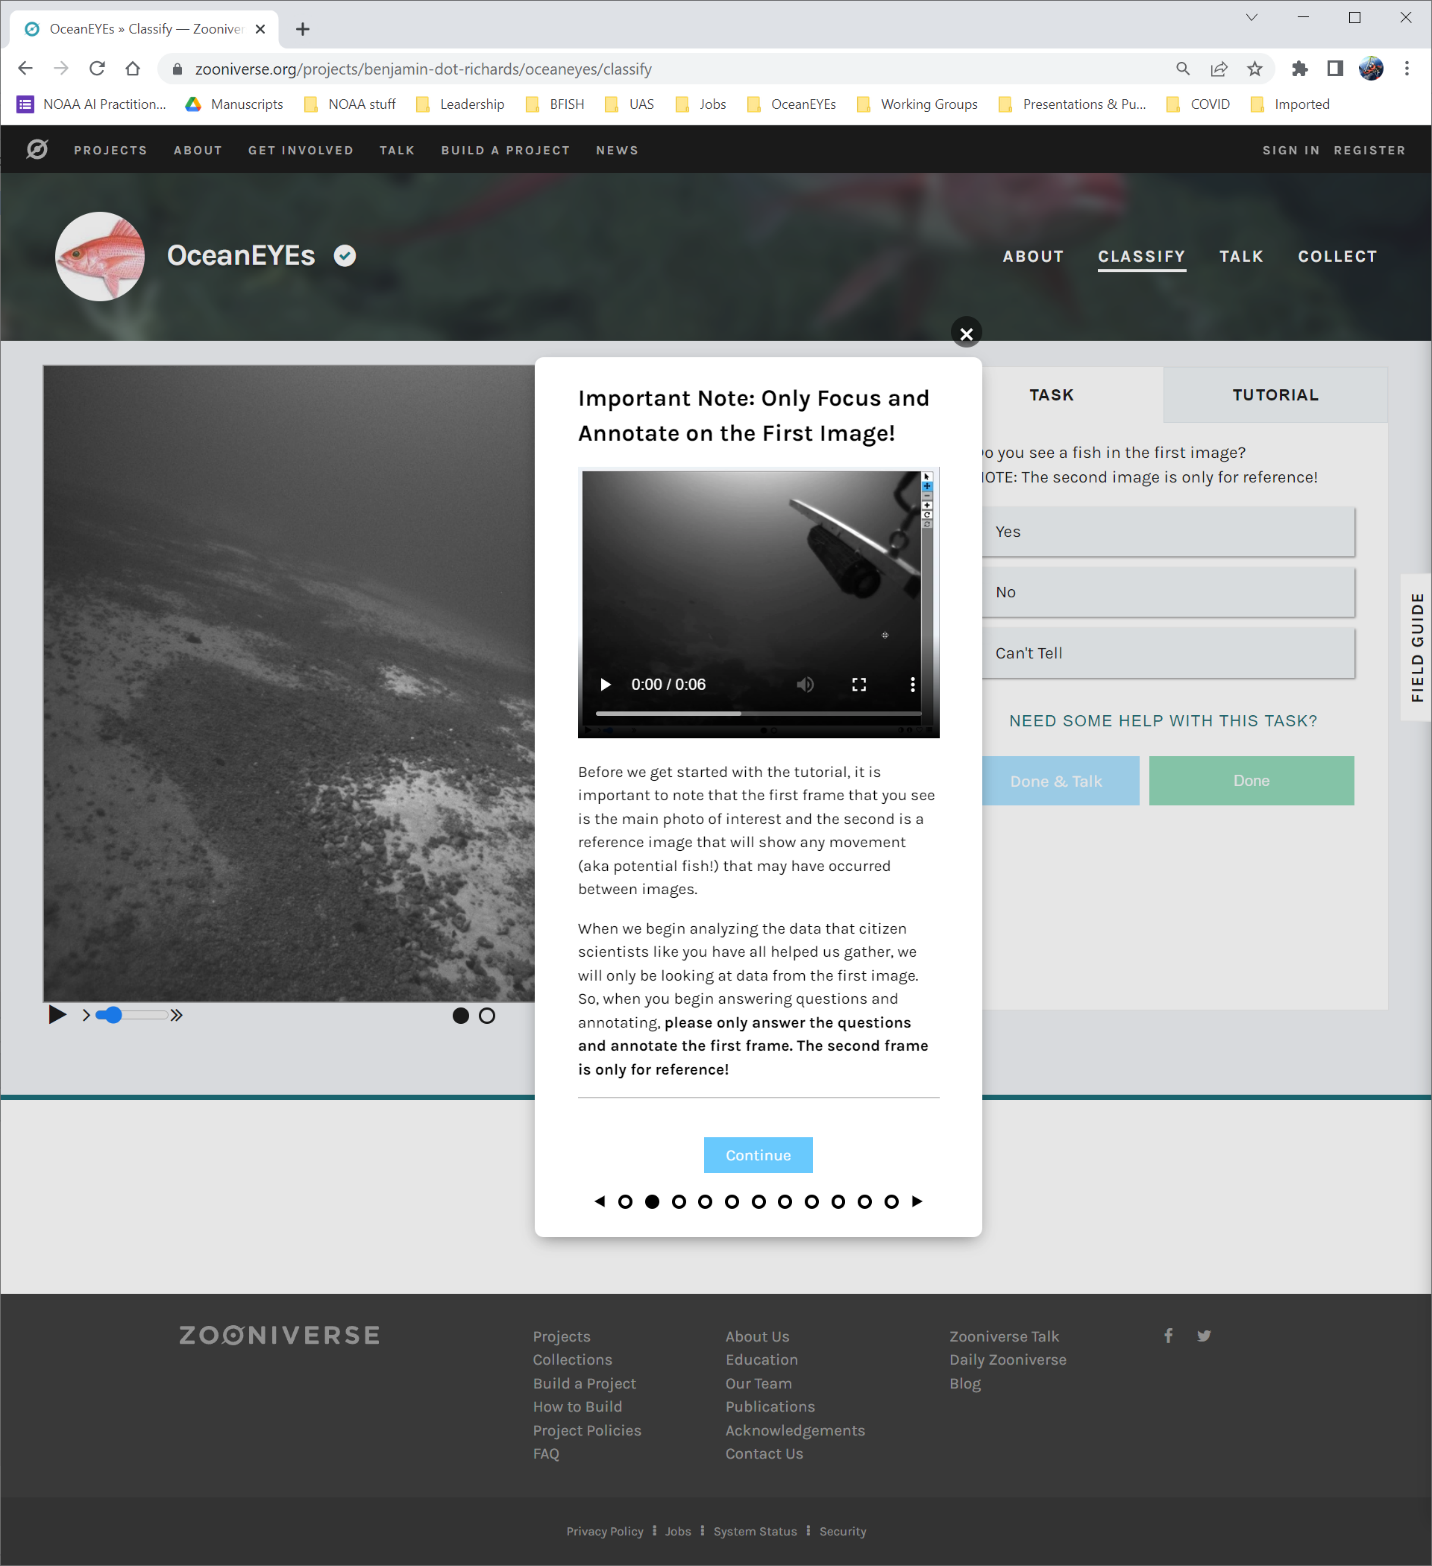 OceanEYEs » Classify — Zooniver
zooniverse.org/projects/benjamin-dot-richards/oceaneyes/classify
NOAA AI Practition... Manuscripts NOAA stuff Leadership BFISH UAS Jobs OceanEYEs Working Groups Presentations & Pu... COVID Imported
PROJECTS ABOUT GET INVOLVED TALK BUILD A PROJECT NEWS SIGN IN REGISTER
OceanEYEs
ABOUT CLASSIFY TALK COLLECT
Important Note: Only Focus and
Annotate on the First Image!
0:00 / 0:06
Before we get started with the tutorial, it is
important to note that the first frame that you see
is the main photo of interest and the second is a
reference image that will show any movement
(aka potential fish!) that may have occurred
between images.
When we begin analyzing the data that citizen
scientists like you have all helped us gather, we
will only be looking at data from the first image.
So, when you begin answering questions and
annotating, please only answer the questions
and annotate the first frame. The second frame
is only for reference!
Continue
TASK TUTORIAL
o you see a fish in the first image?
OTE: The second image is only for reference!
Yes
No
Can't Tell
NEED SOME HELP WITH THIS TASK?
Done & Talk Done
FIELD GUIDE
ZOONIVERSE
Projects
Collections
Build a Project
How to Build
Project Policies
FAQ
About Us
Education
Our Team
Publications
Acknowledgements
Contact Us
Zooniverse Talk
Daily Zooniverse
Blog
Privacy Policy Jobs System Status Security